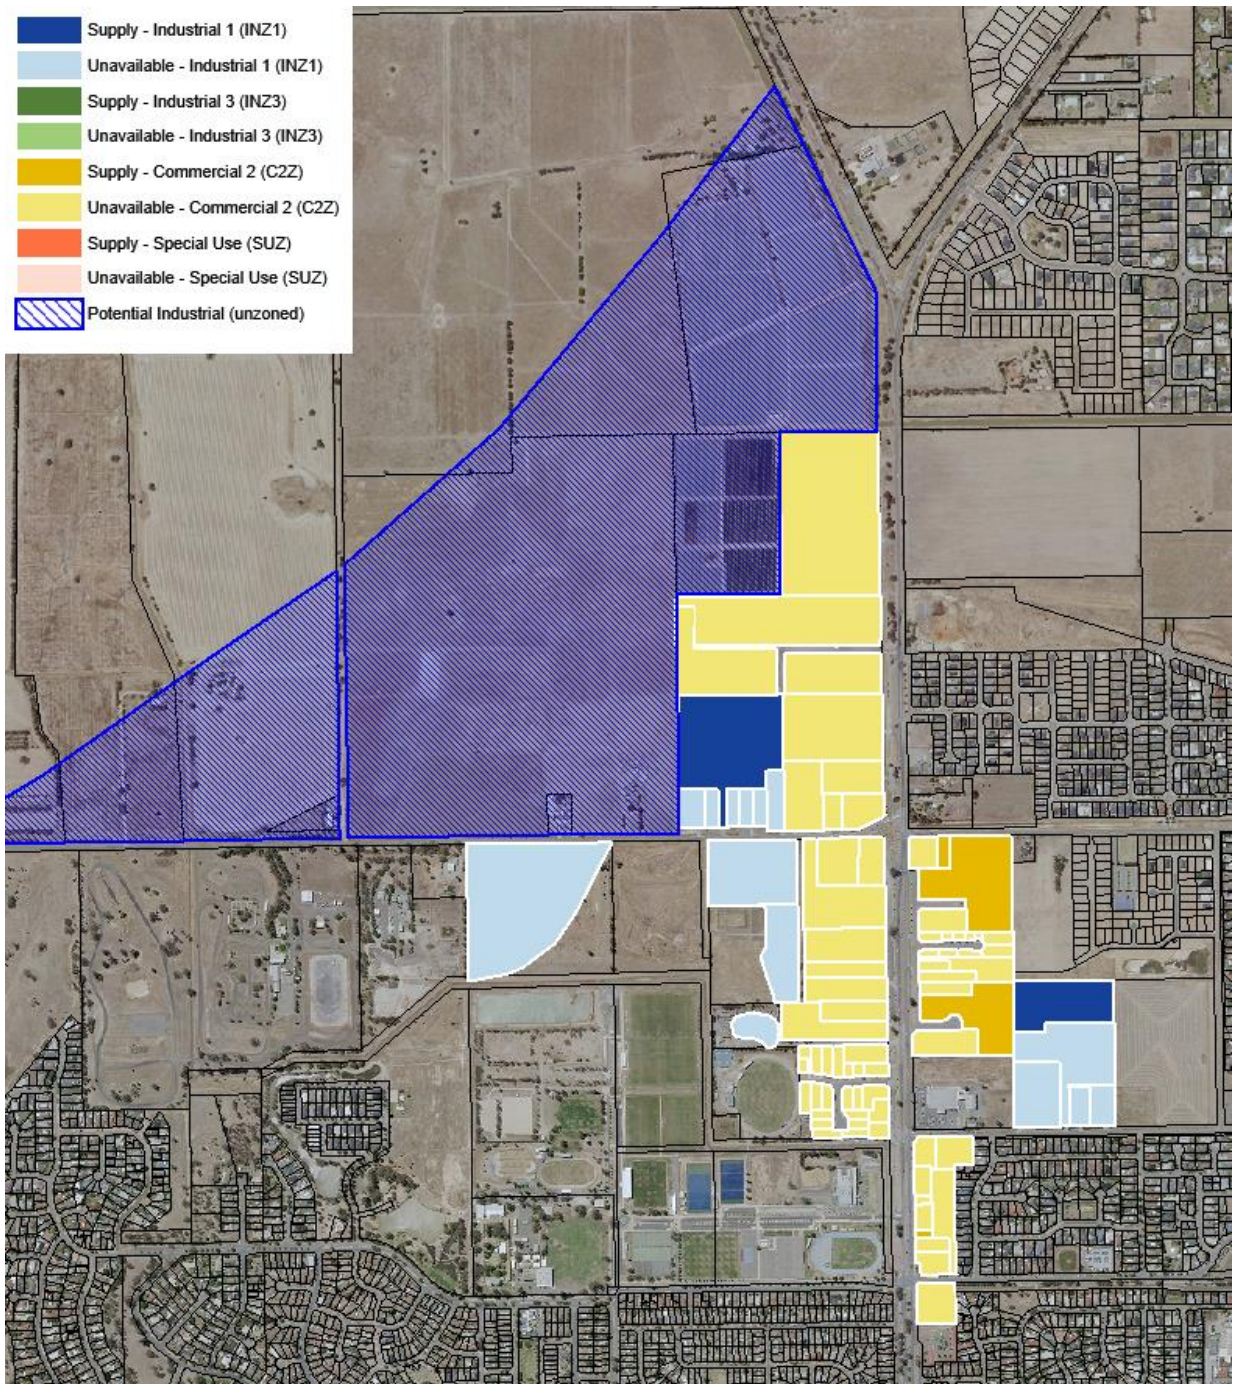 Supply - Industrial 1 (INZ1)
Unavailable - Industrial 1 (INZ1)
Supply - Industrial 3 (INZ3)
Unavailable - Industrial 3 (INZ3)
Supply - Commercial 2 (C2Z)
Unavailable - Commercial 2 (C2Z)
Supply - Special Use (SUZ)
Unavailable - Special Use (SUZ)
Potential Industrial (unzoned)